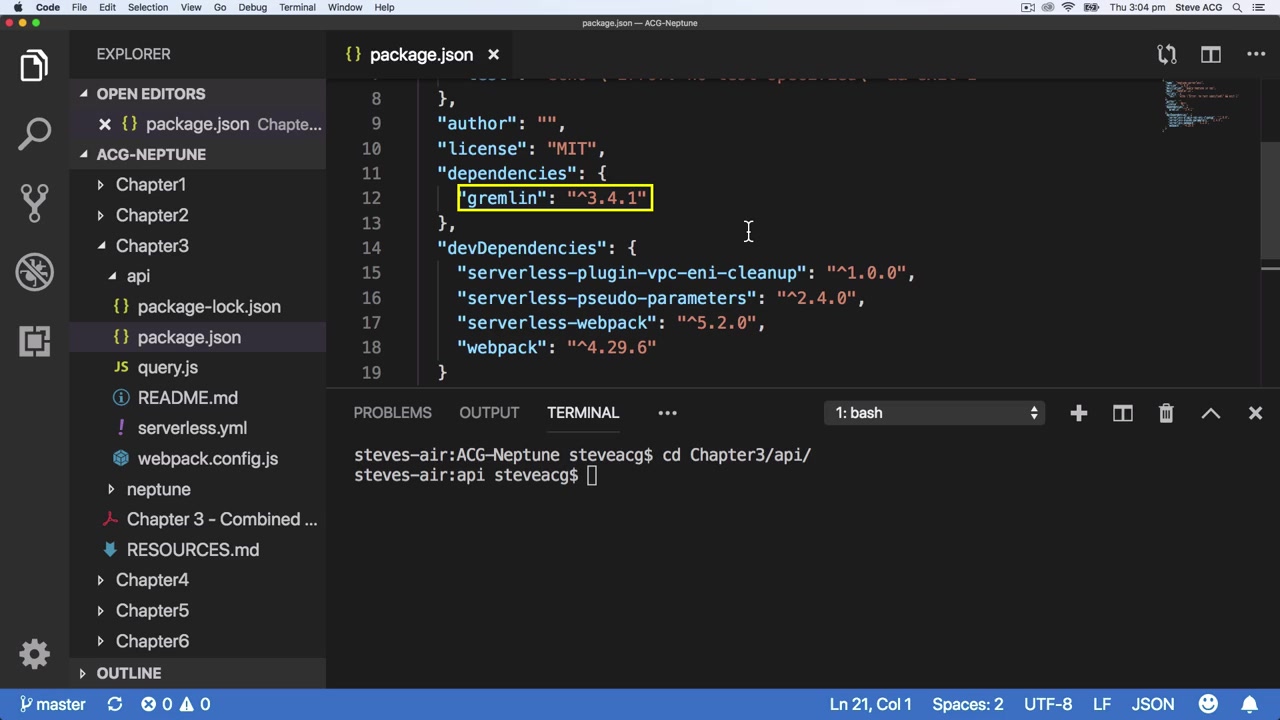 Code File Edit Selection View Go Debug Terminal Window Help Thu 3:04 pm Steve ACG
package.json — ACG-Neptune
EXPLORER
OPEN EDITORS
package.json Chapte...
ACG-NEPTUNE
Chapter1
Chapter2
Chapter3
api
package-lock.json
package.json
JS query.js
README.md
! serverless.yml
webpack.config.js
neptune
Chapter 3 - Combined ...
RESOURCES.md
Chapter4
Chapter5
Chapter6
OUTLINE
{} package.json ×
8 },
9 "author": "",
10 "license": "MIT",
11 "dependencies": {
12 "gremlin": "^3.4.1"
13 },
14 "devDependencies": {
15 "serverless-plugin-vpc-eni-cleanup": "^1.0.0",
16 "serverless-pseudo-parameters": "^2.4.0",
17 "serverless-webpack": "^5.2.0",
18 "webpack": "^4.29.6"
19 }
PROBLEMS OUTPUT TERMINAL ••• 1: bash
steves-air:ACG-Neptune steveacg$ cd Chapter3/api/
steves-air:api steveacg$
master 0 0 Ln 21, Col 1 Spaces: 2 UTF-8 LF JSON